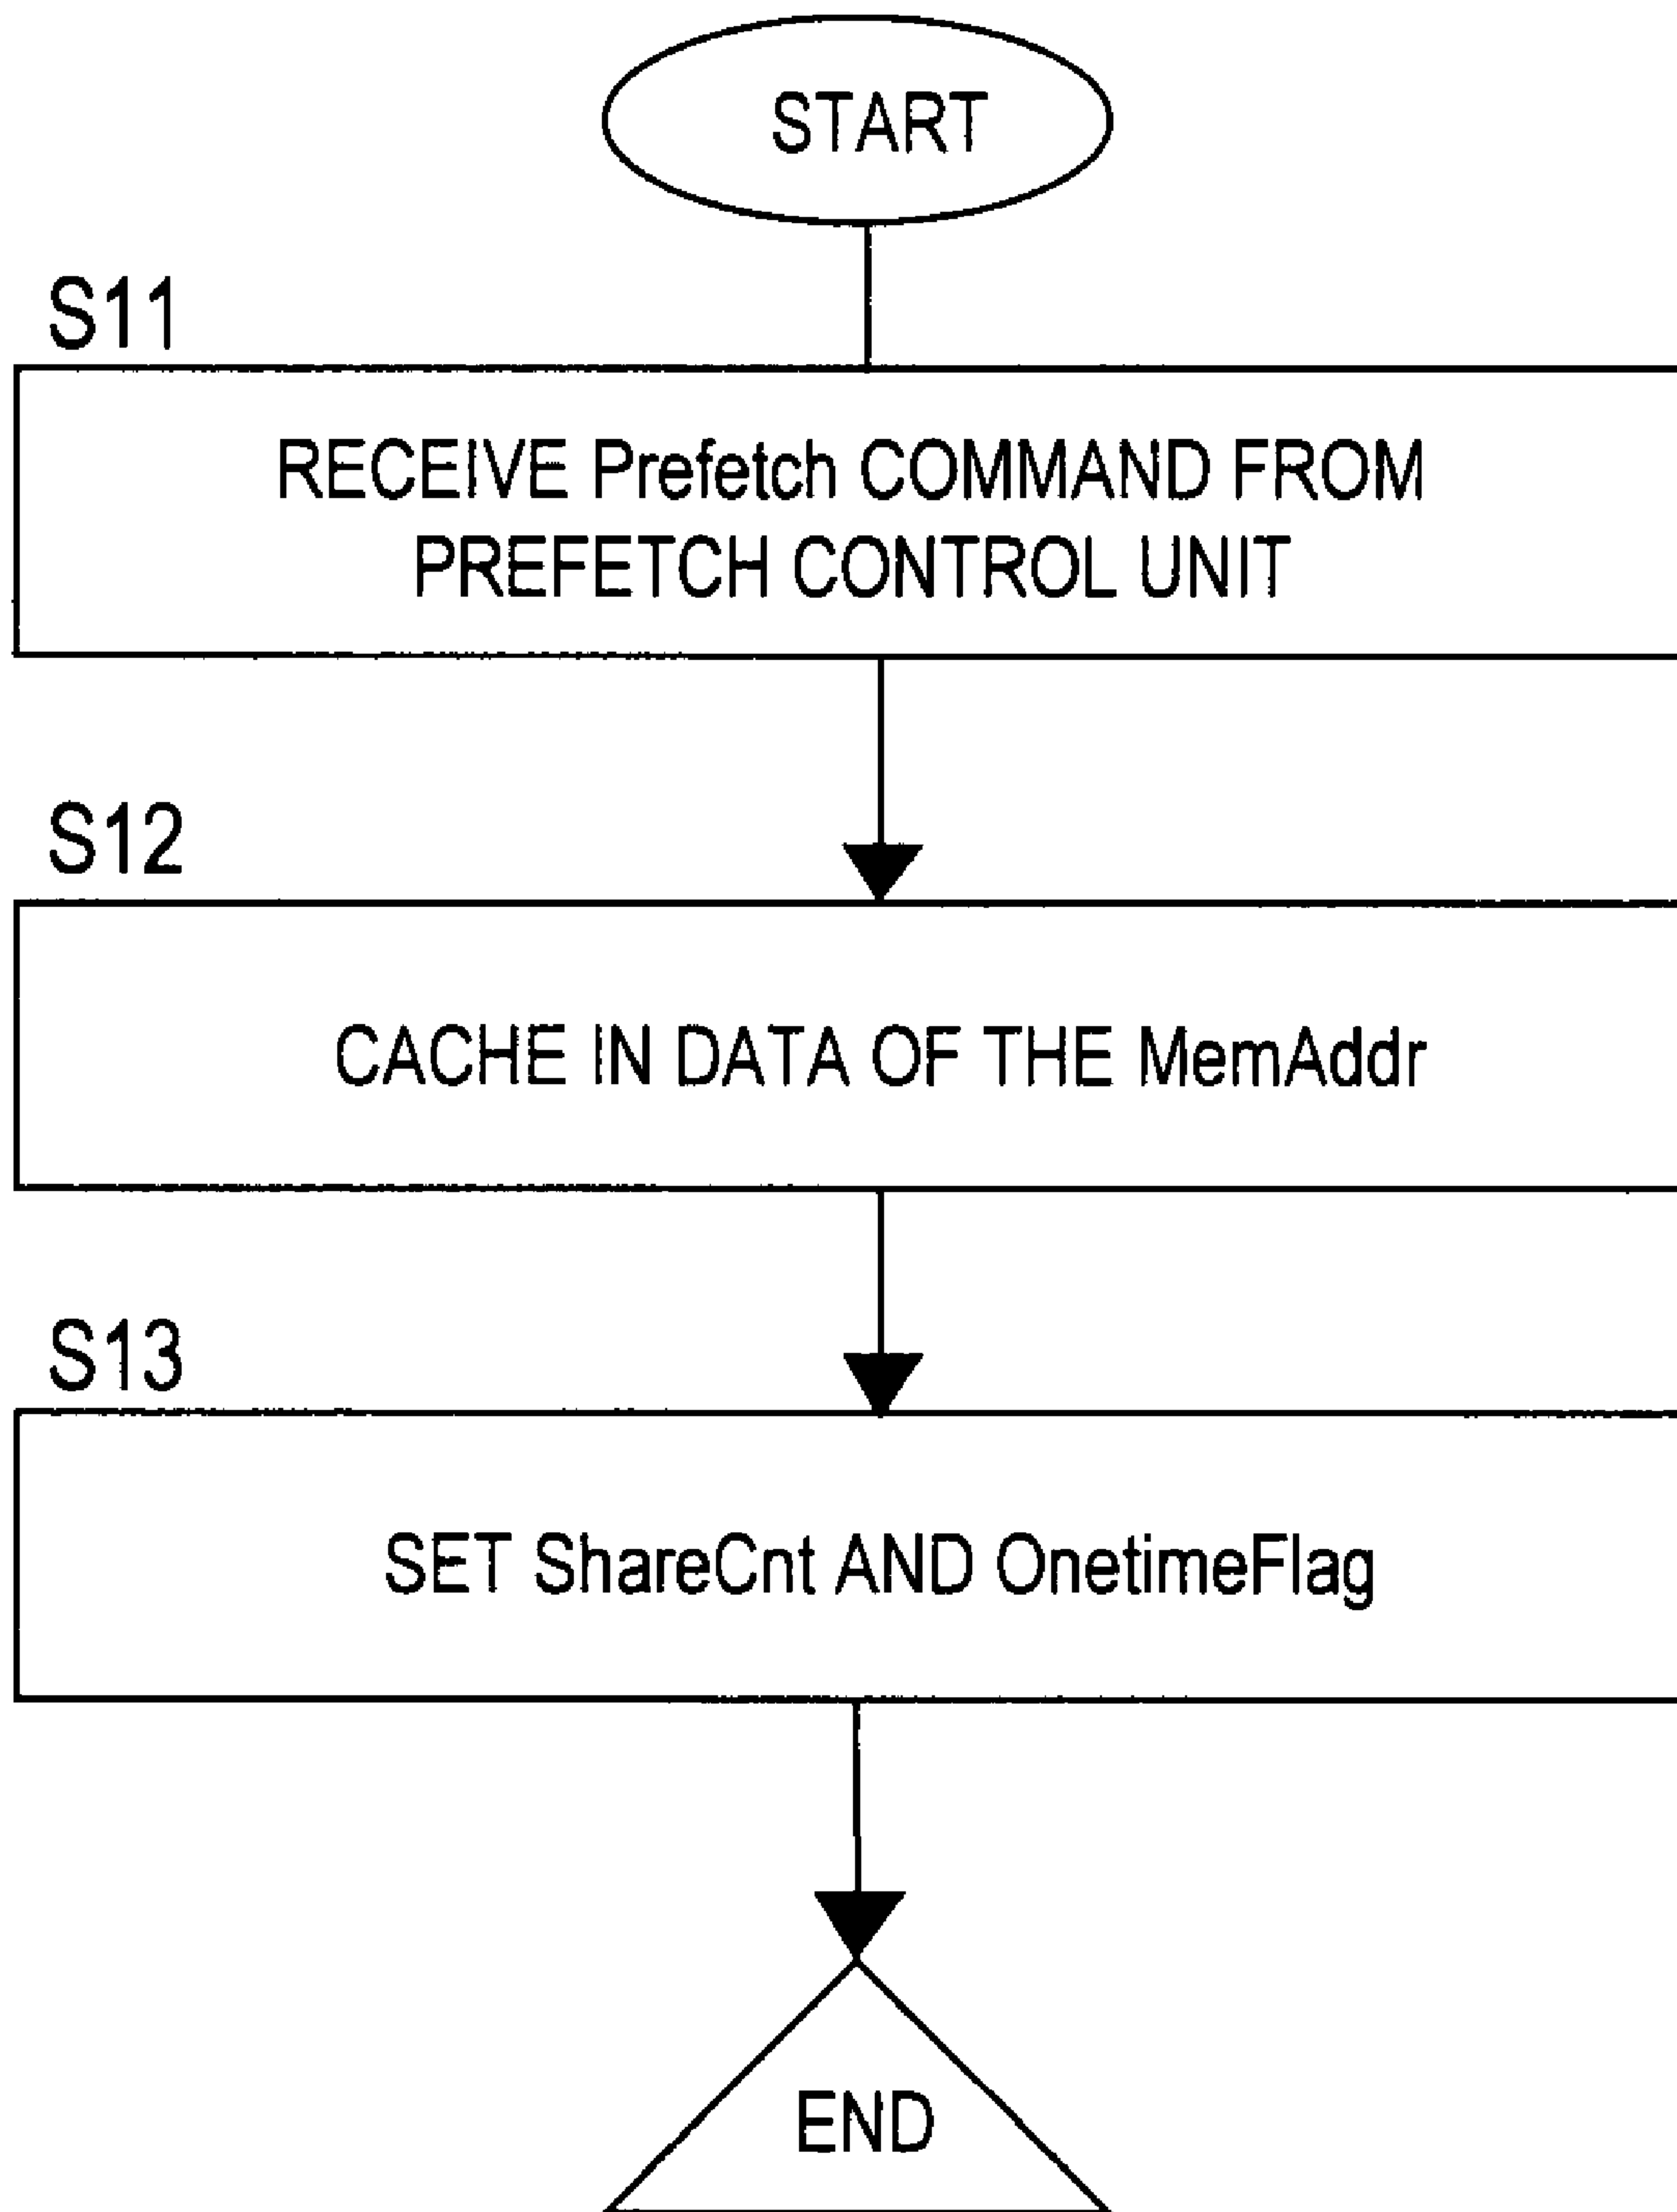 START
S11
RECEIVE Prefetch COMMAND FROM
PREFETCH CONTROL UNIT
S12
CACHE IN DATA OF THE MemAddr
S13
SET ShareCnt AND OnetimeFlag
END